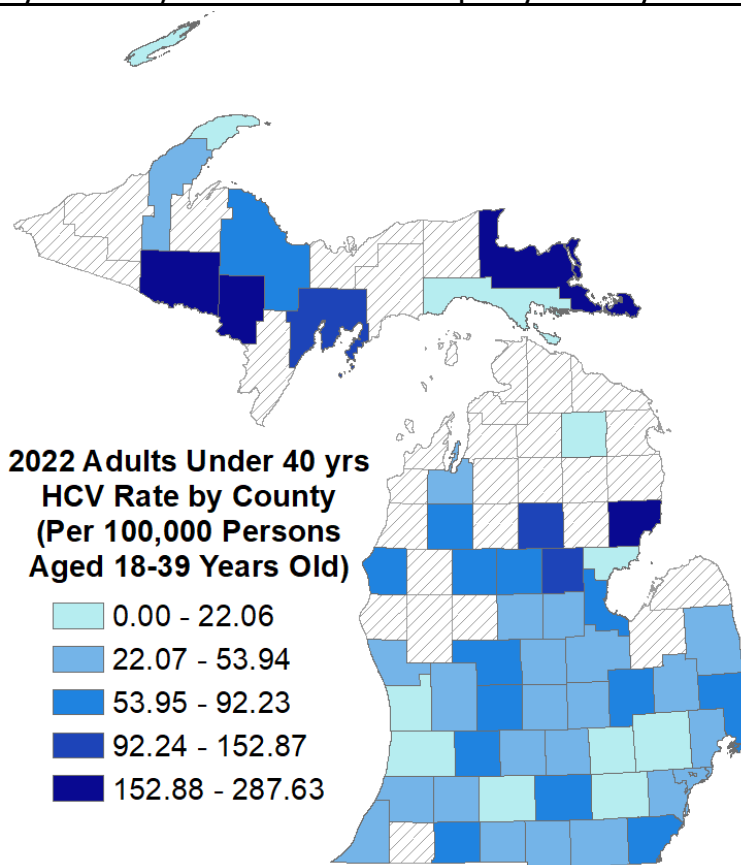 2022 Adults Under 40 yrs
HCV Rate by County
(Per 100,000 Persons
Aged 18-39 Years Old)
0.00 - 22.06
22.07 - 53.94
53.95 - 92.23
92.24 - 152.87
152.88 - 287.63